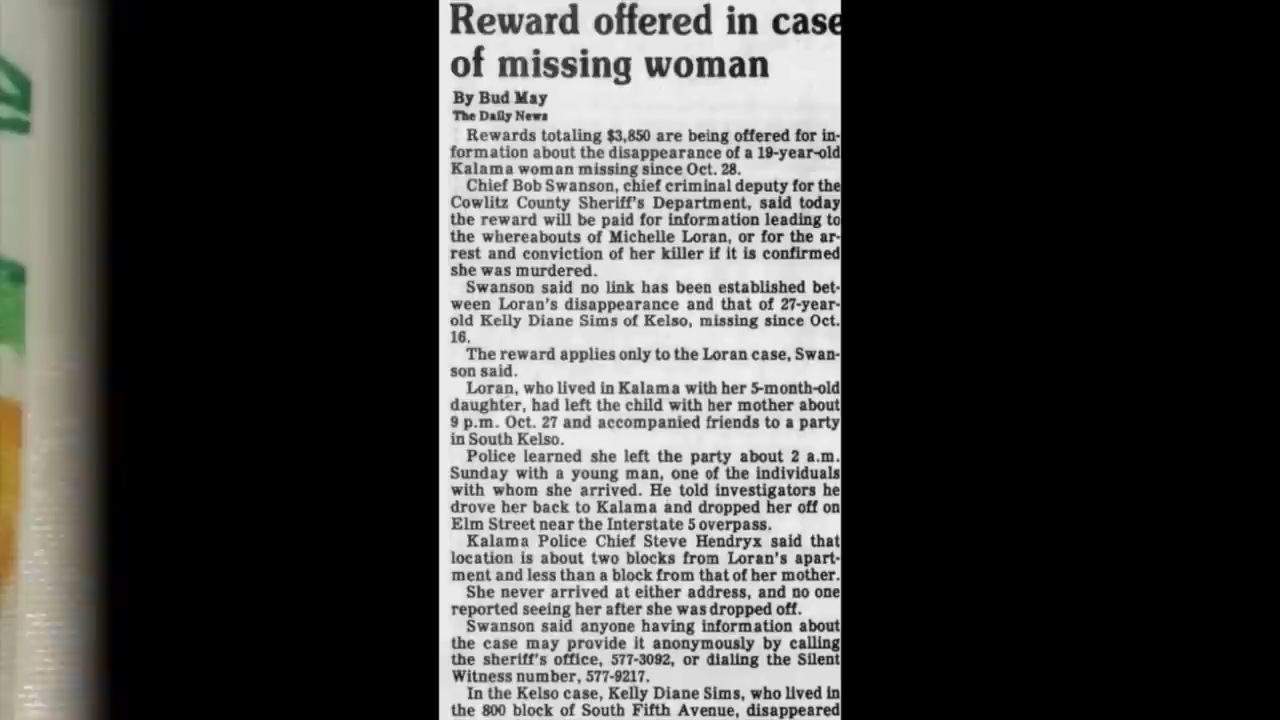 Reward offered in case
of missing woman
By Bud May
The Daily News
Rewards totaling $3,850 are being offered for in-
formation about the disappearance of a 19-year-old
Kalama woman missing since Oct. 28.
Chief Bob Swanson, chief criminal deputy for the
Cowlitz County Sheriff's Department, said today
the reward will be paid for information leading to
the whereabouts of Michelle Loran, or for the ar-
rest and conviction of her killer if it is confirmed
she was murdered.
Swanson said no link has been established bet-
ween Loran's disappearance and that of 27-year-
old Kelly Diane Sims of Kelso, missing since Oct.
16.
The reward applies only to the Loran case, Swan-
son said.
Loran, who lived in Kalama with her 5-month-old
daughter, had left the child with her mother about
9 p.m. Oct. 27 and accompanied friends to a party
in South Kelso.
Police learned she left the party about 2 a.m.
Sunday with a young man, one of the individuals
with whom she arrived. He told investigators he
drove her back to Kalama and dropped her off on
Elm Street near the Interstate 5 overpass.
Kalama Police Chief Steve Hendryx said that
location is about two blocks from Loran's apart-
ment and less than a block from that of her mother.
She never arrived at either address, and no one
reported seeing her after she was dropped off.
Swanson said anyone having information about
the case may provide it anonymously by calling
the sheriff's office, 577-3092, or dialing the Silent
Witness number, 577-9217.
In the Kelso case, Kelly Diane Sims, who lived in
the 800 block of South Fifth Avenue, disappeared